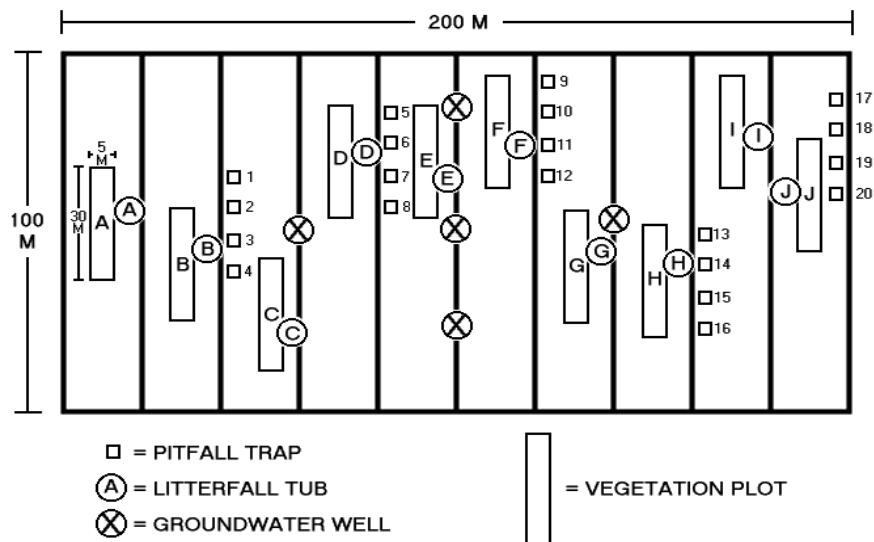 200 M
100
M
5
M
30
M
A
A
B
B
1
2
3
4
C
C
D
D
5
6
7
8
E
E
F
F
9
10
11
12
G
G
H
H
13
14
15
16
I
I
J
J
17
18
19
20
= PITFALL TRAP
A = LITTERFALL TUB
= GROUNDWATER WELL
= VEGETATION PLOT